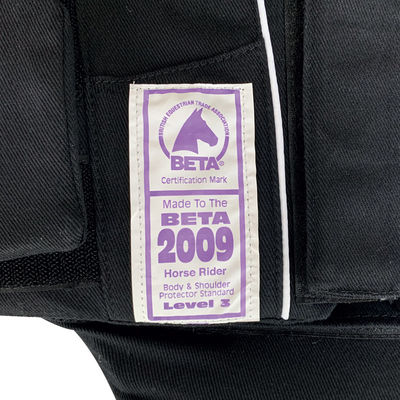 BRITISH EQUESTRIAN TRADE ASSOCIATION
BETA®
Certification Mark
Made To The
BETA
2009
Horse Rider
Body & Shoulder
Protector Standard
Level 3